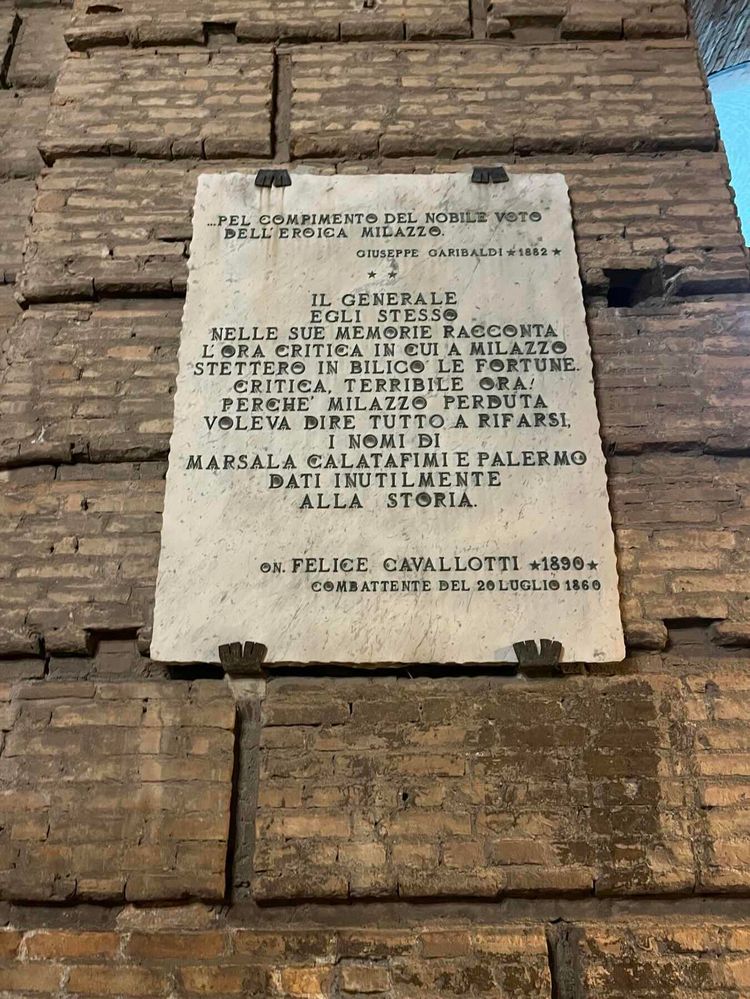 ...PEL COMPIMENTO DEL NOBILE VOTO
DELL'EROICA MILAZZO.
GIUSEPPE GARIBALDI ★ 1882 ★
★ ★
IL GENERALE
EGLI STESSO
NELLE SUE MEMORIE RACCONTA
L'ORA CRITICA IN CUI A MILAZZO
STETTERO IN BILICO LE FORTUNE.
CRITICA, TERRIBILE ORA!
PERCHE' MILAZZO PERDUTA
VOLEVA DIRE TUTTO A RIFARSI,
I NOMI DI
MARSALA CALATAFIMI E PALERMO
DATI INUTILMENTE
ALLA STORIA.
ON. FELICE CAVALLOTTI ★1890★
COMBATTENTE DEL 20 LUGLIO 1860